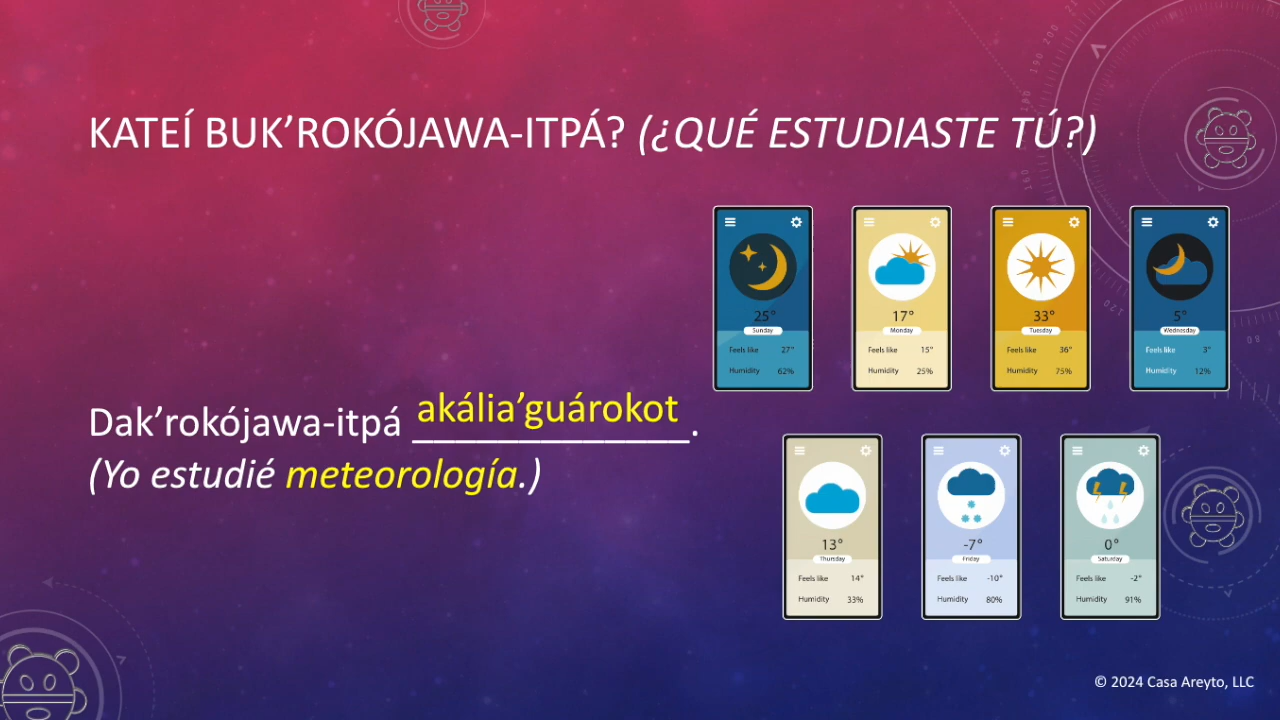 KATEÍ BUK’ROKÓJAWA-ITPÁ? (¿QUÉ ESTUDIASTE TÚ?)
25°
Sunday
Feels like 27°
Humidity 62%
17°
Monday
Feels like 15°
Humidity 25%
33°
Tuesday
Feels like 36°
Humidity 75%
5°
Wednesday
Feels like 3°
Humidity 12%
Dak’rokójawa-itpá akália’guárokot.
(Yo estudié meteorología.)
13°
Thursday
Feels like 14°
Humidity 33%
-7°
Friday
Feels like -10°
Humidity 80%
0°
Saturday
Feels like -2°
Humidity 91%
© 2024 Casa Areyto, LLC